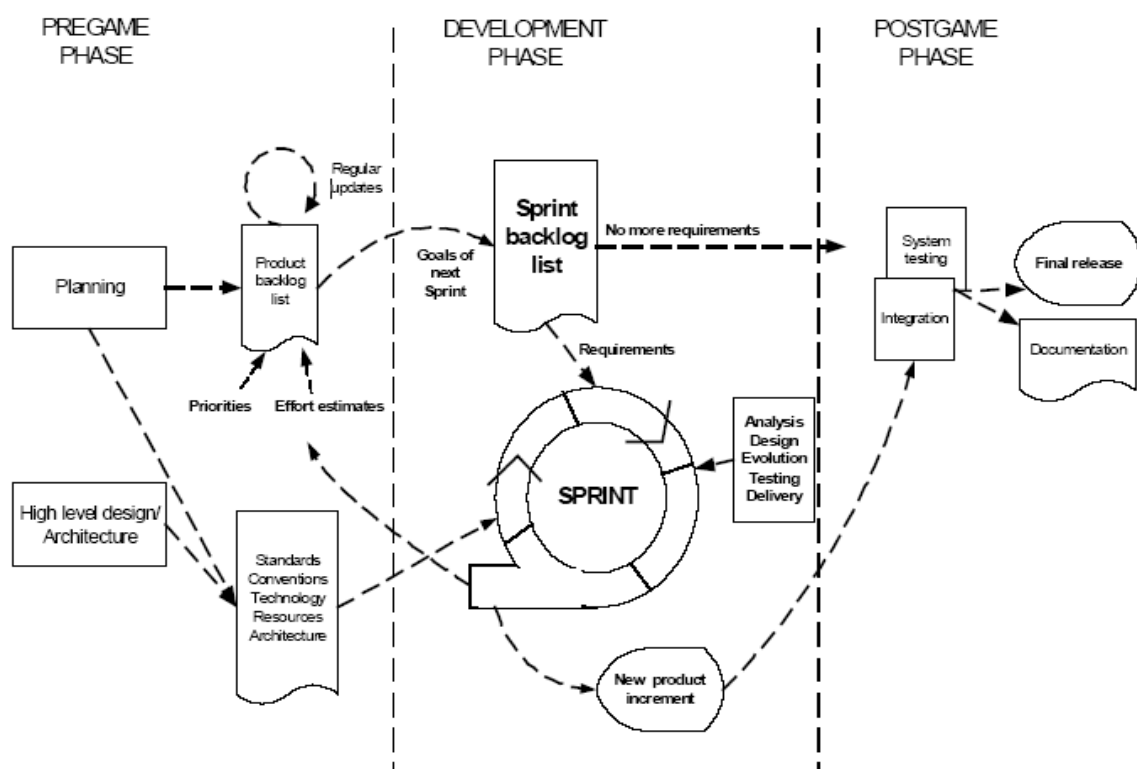 PREGAME
PHASE
DEVELOPMENT
PHASE
POSTGAME
PHASE
Regular
updates
Planning
Product
backlog
list
Priorities
Effort estimates
High level design/
Architecture
Standards
Conventions
Technology
Resources
Architecture
Goals of
next
Sprint
Sprint
backlog
list
No more requirements
Requirements
SPRINT
Analysis
Design
Evolution
Testing
Delivery
New product
increment
System
testing
Integration
Final release
Documentation